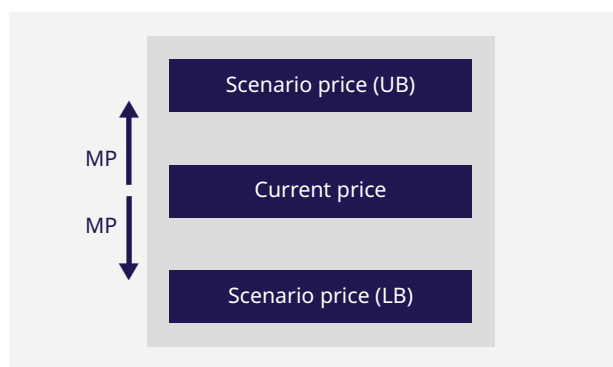 Scenario price (UB)
MP
Current price
MP
Scenario price (LB)